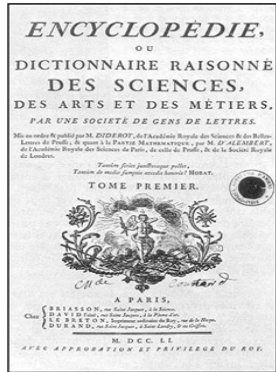 ENCYCLOPÉDIE,
OU
DICTIONNAIRE RAISONNÉ
DES SCIENCES,
DES ARTS ET DES MÉTIERS,
PAR UNE SOCIÉTÉ DE GENS DE LETTRES.
Mis en ordre & publié par M. DIDEROT, de l'Académie Royale des Sciences & des Belles-
Lettres de Prusse; & quant à la PARTIE MATHÉMATIQUE, par M. D'ALEMBERT,
de l'Académie Royale des Sciences de Paris, de celle de Prusse, & de la Société Royale
de Londres.
Tantùm series juncturaque pollet,
Tantùm de medio sumptis accedit honoris! HORAT.
TOME PREMIER.
A PARIS,
Chez
BRIASSON, rue Saint Jacques, à la Science.
DAVID l'aîné, rue Saint Jacques, à la Plume d'or.
LE BRETON, Imprimeur ordinaire du Roy, rue de la Harpe.
DURAND, rue Saint Jacques, à Saint Landry, & au Griffon.
M. DCC. LI.
AVEC APPROBATION ET PRIVILEGE DU ROY.